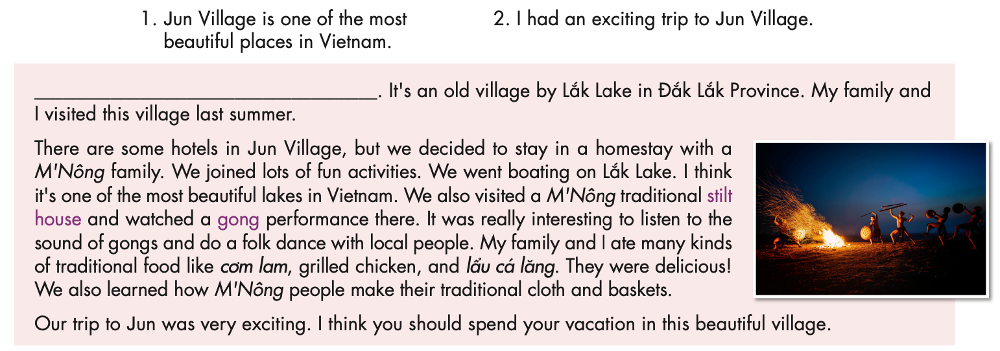 1. Jun Village is one of the most
beautiful places in Vietnam.
2. I had an exciting trip to Jun Village.
____________________________________. It's an old village by Lắk Lake in Đắk Lắk Province. My family and
I visited this village last summer.
There are some hotels in Jun Village, but we decided to stay in a homestay with a
M'Nông family. We joined lots of fun activities. We went boating on Lắk Lake. I think
it's one of the most beautiful lakes in Vietnam. We also visited a M'Nông traditional stilt
house and watched a gong performance there. It was really interesting to listen to the
sound of gongs and do a folk dance with local people. My family and I ate many kinds
of traditional food like cơm lam, grilled chicken, and lẩu cá lăng. They were delicious!
We also learned how M'Nông people make their traditional cloth and baskets.
Our trip to Jun was very exciting. I think you should spend your vacation in this beautiful village.